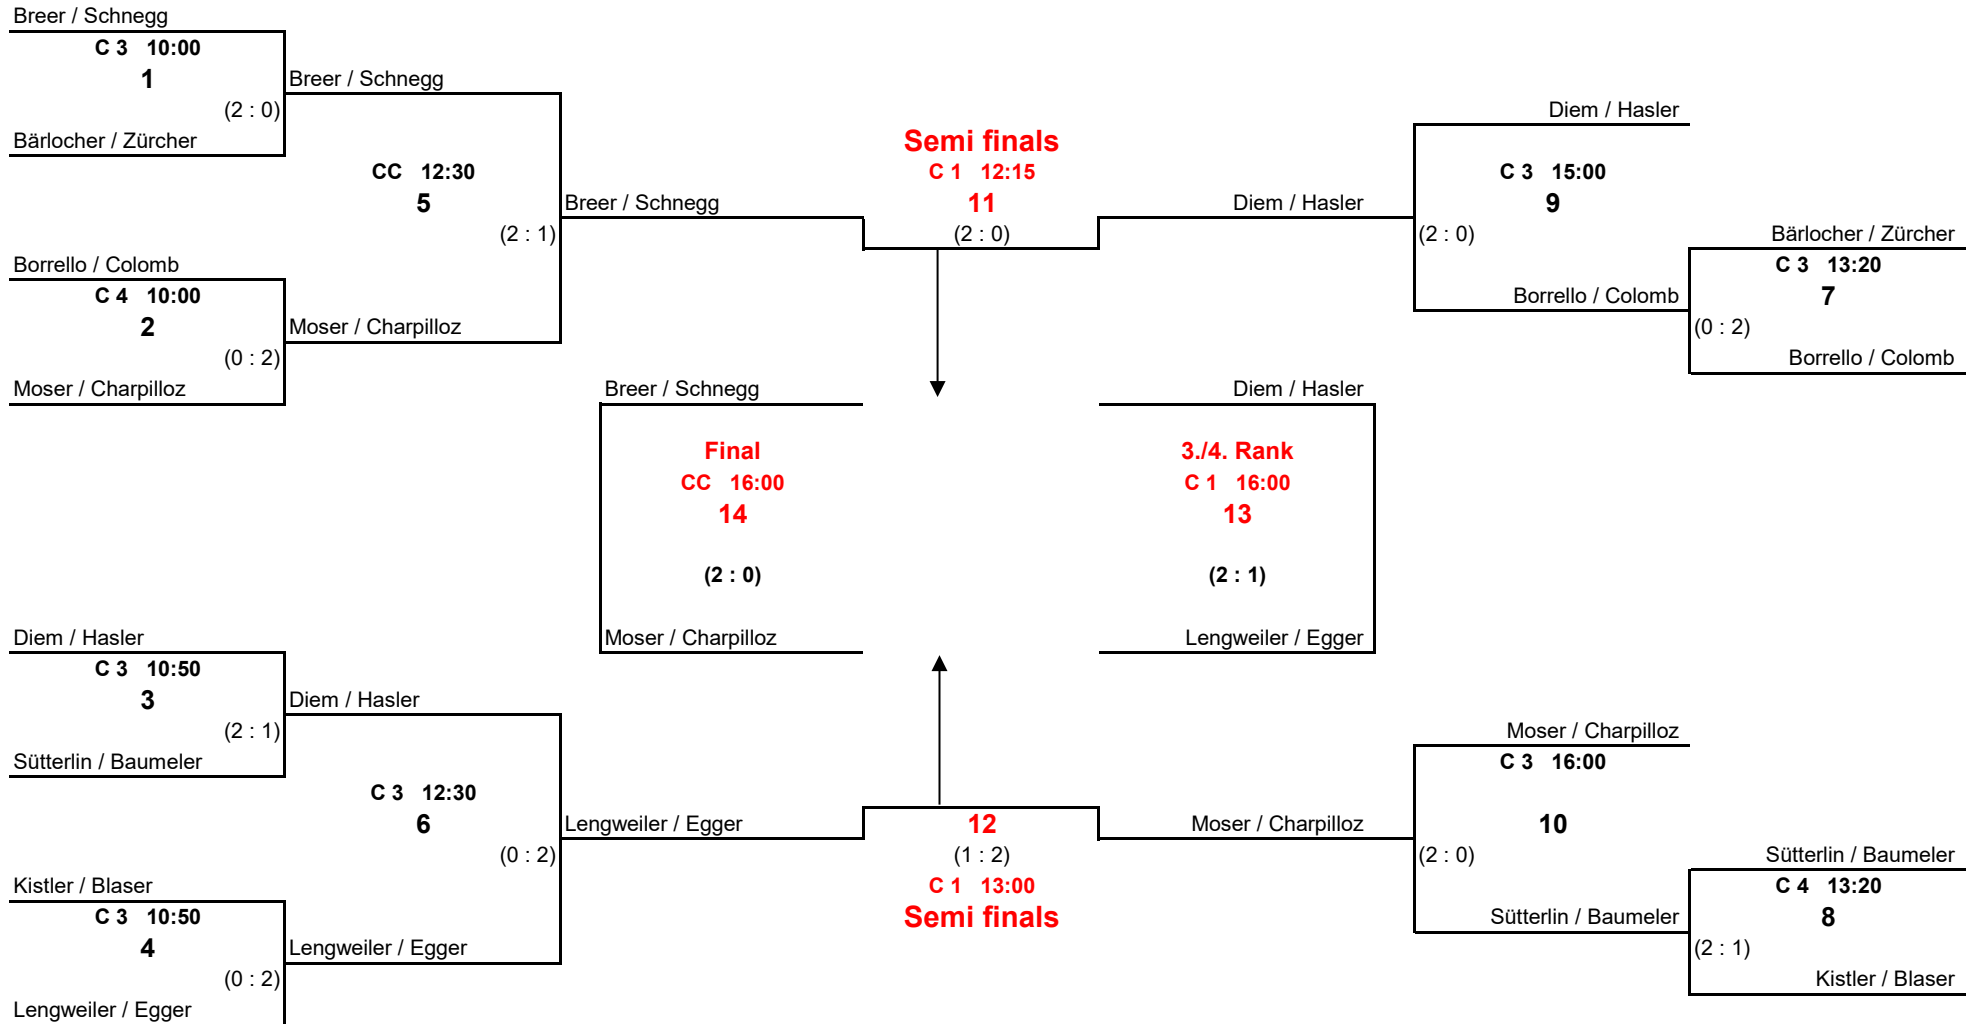 Breer / Schnegg
C 3 10:00
1
(2 : 0)
Bärlocher / Zürcher
Breer / Schnegg
CC 12:30
5
(2 : 1)
Borrello / Colomb
C 4 10:00
2
(0 : 2)
Moser / Charpilloz
Moser / Charpilloz
Breer / Schnegg
Semi finals
C 1 12:15
11
(2 : 0)
Diem / Hasler
Diem / Hasler
C 3 15:00
9
(2 : 0)
Borrello / Colomb
Bärlocher / Zürcher
C 3 13:20
7
(0 : 2)
Borrello / Colomb
Breer / Schnegg
Final
CC 16:00
14
(2 : 0)
Moser / Charpilloz
Diem / Hasler
3./4. Rank
C 1 16:00
13
(2 : 1)
Lengweiler / Egger
Diem / Hasler
C 3 10:50
3
(2 : 1)
Sütterlin / Baumeler
Diem / Hasler
C 3 12:30
6
(0 : 2)
Kistler / Blaser
C 3 10:50
4
(0 : 2)
Lengweiler / Egger
Lengweiler / Egger
Lengweiler / Egger
12
(1 : 2)
C 1 13:00
Semi finals
Moser / Charpilloz
Moser / Charpilloz
C 3 16:00
10
(2 : 0)
Sütterlin / Baumeler
Sütterlin / Baumeler
C 4 13:20
8
(2 : 1)
Kistler / Blaser